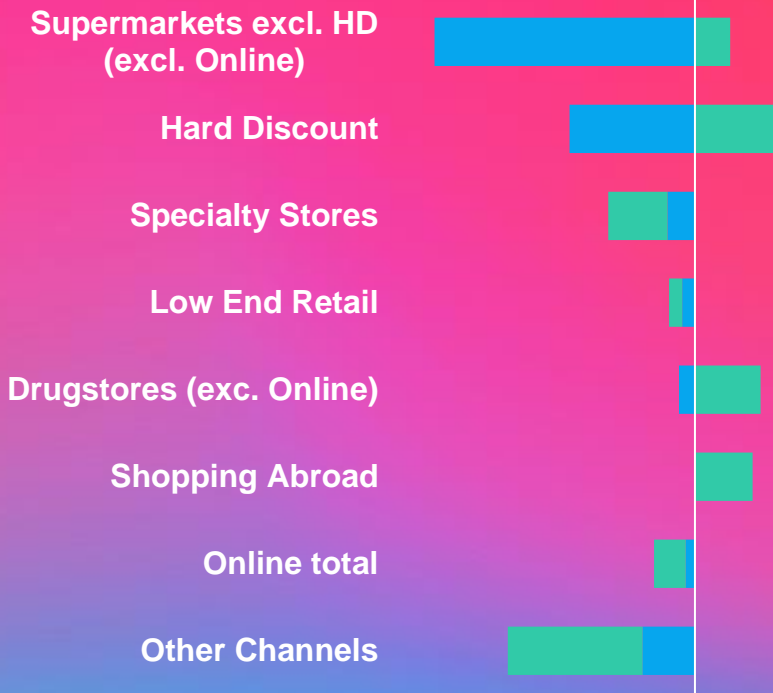 Supermarkets excl. HD
(excl. Online)
Hard Discount
Specialty Stores
Low End Retail
Drugstores (exc. Online)
Shopping Abroad
Online total
Other Channels